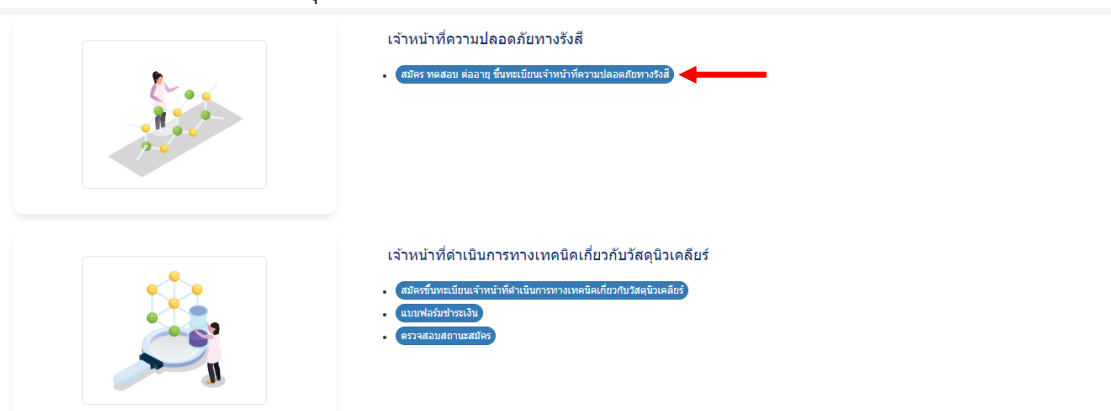 เจ้าหน้าที่ความปลอดภัยทางรังสี
สมัคร ทดสอบ ต่ออายุ ขึ้นทะเบียนเจ้าหน้าที่ความปลอดภัยทางรังสี
เจ้าหน้าที่ดำเนินการทางเทคนิคเกี่ยวกับวัสดุนิวเคลียร์
สมัครขึ้นทะเบียนเจ้าหน้าที่ดำเนินการทางเทคนิคเกี่ยวกับวัสดุนิวเคลียร์
แบบฟอร์มชำระเงิน
ตรวจสอบสถานะสมัคร